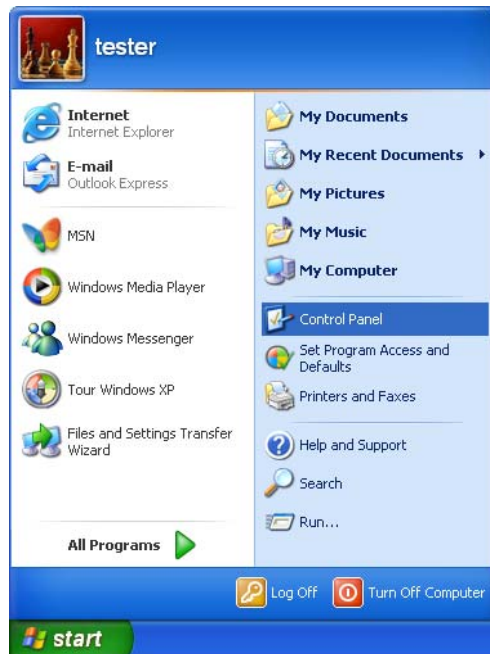 tester
Internet
Internet Explorer
E-mail
Outlook Express
MSN
Windows Media Player
Windows Messenger
Tour Windows XP
Files and Settings Transfer
Wizard
All Programs
My Documents
My Recent Documents
My Pictures
My Music
My Computer
Control Panel
Set Program Access and
Defaults
Printers and Faxes
Help and Support
Search
Run...
Log Off
Turn Off Computer
start